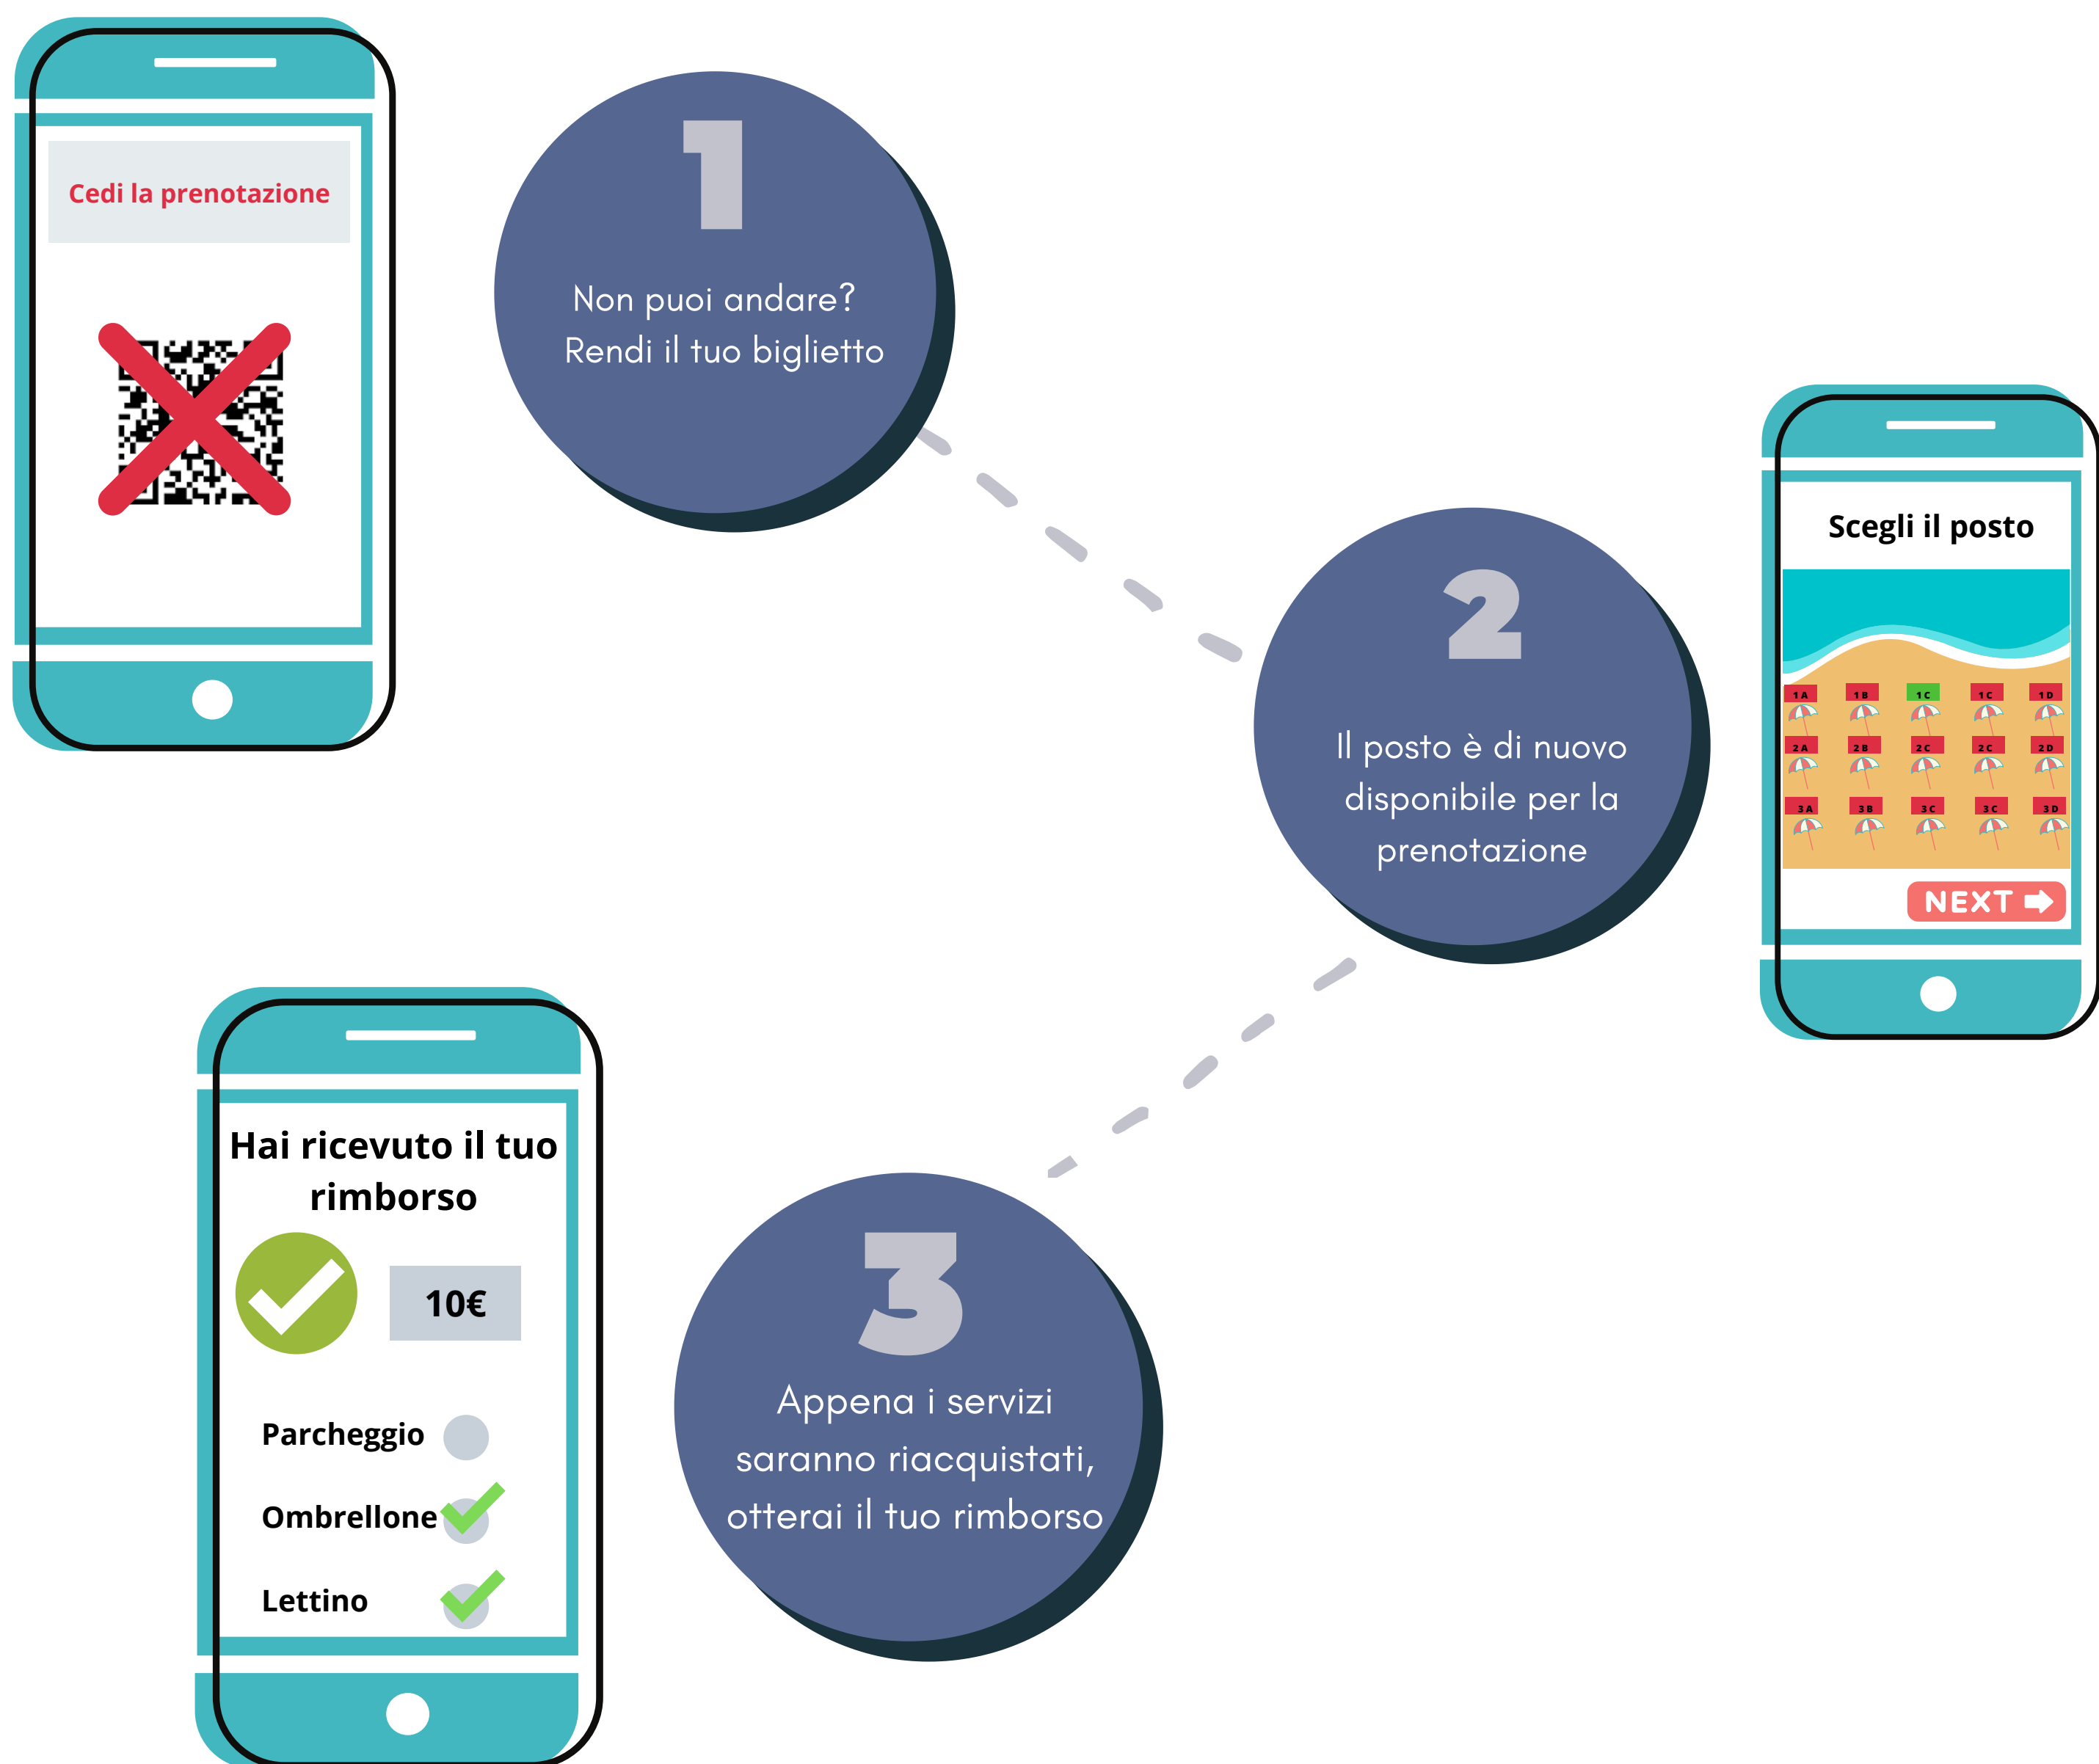 Cedi la prenotazione
1
Non puoi andare?
Rendi il tuo biglietto
2
Il posto è di nuovo
disponibile per la
prenotazione
Scegli il posto
1 A 1 B 1 C 1 C 1 D
2 A 2 B 2 C 2 C 2 D
3 A 3 B 3 C 3 C 3 D
NEXT
Hai ricevuto il tuo
rimborso
10€
Parcheggio
Ombrellone
Lettino
3
Appena i servizi
saranno riacquistati,
otterai il tuo rimborso